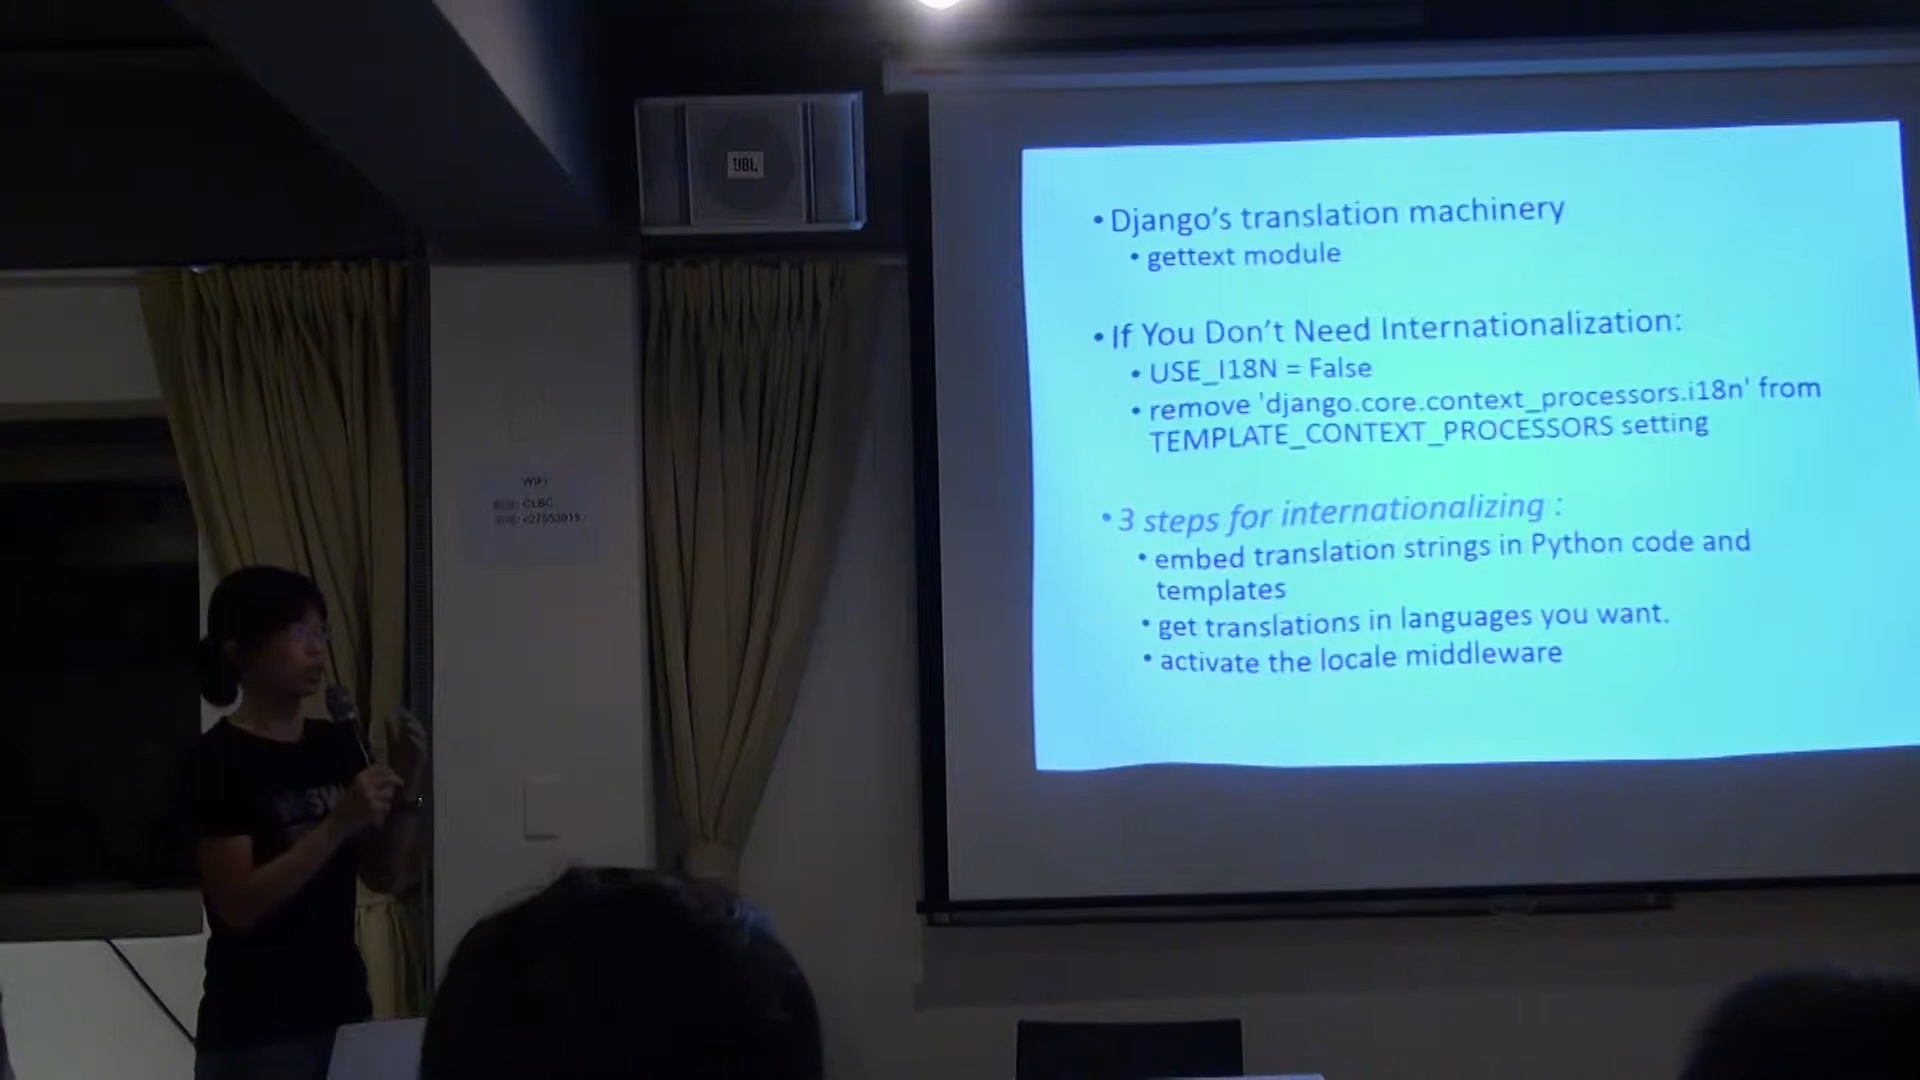 JBL
• Django’s translation machinery
• gettext module
• If You Don’t Need Internationalization:
• USE_I18N = False
• remove 'django.core.context_processors.i18n' from
TEMPLATE_CONTEXT_PROCESSORS setting
• 3 steps for internationalizing :
• embed translation strings in Python code and
templates
• get translations in languages you want.
• activate the locale middleware
WiFi
CLBC